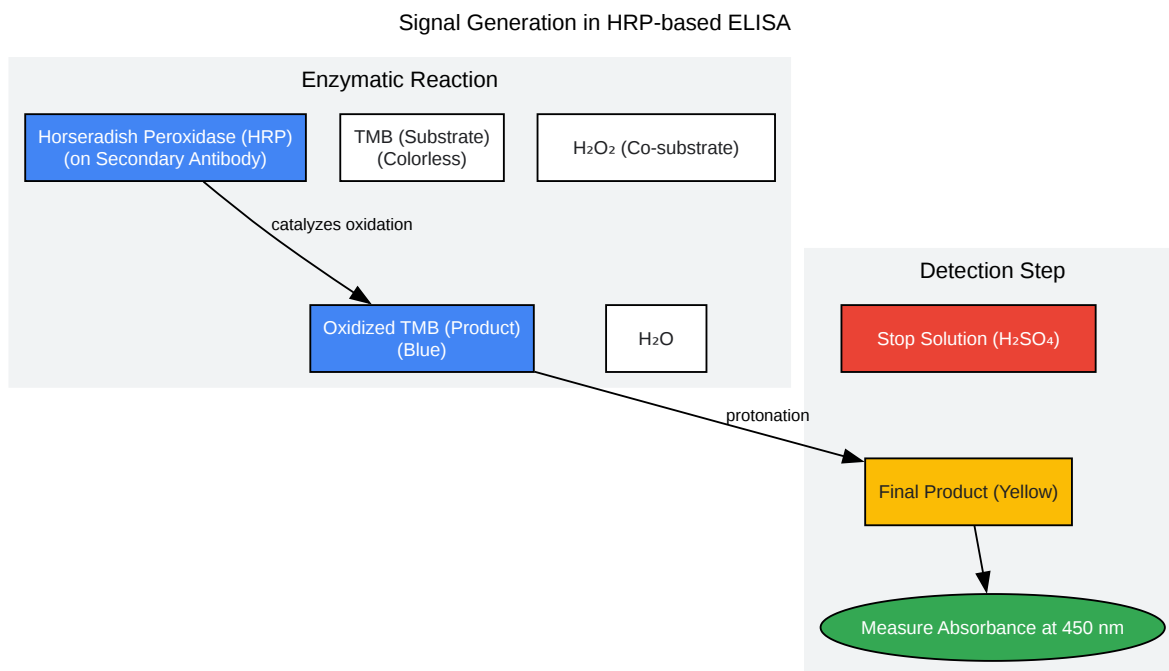 Signal Generation in HRP-based ELISA
Enzymatic Reaction
Horseradish Peroxidase (HRP)
(on Secondary Antibody)
TMB (Substrate)
(Colorless)
H₂O₂ (Co-substrate)
catalyzes oxidation
Detection Step
Oxidized TMB (Product)
(Blue)
H₂O
Stop Solution (H₂SO₄)
protonation
Final Product (Yellow)
Measure Absorbance at 450 nm